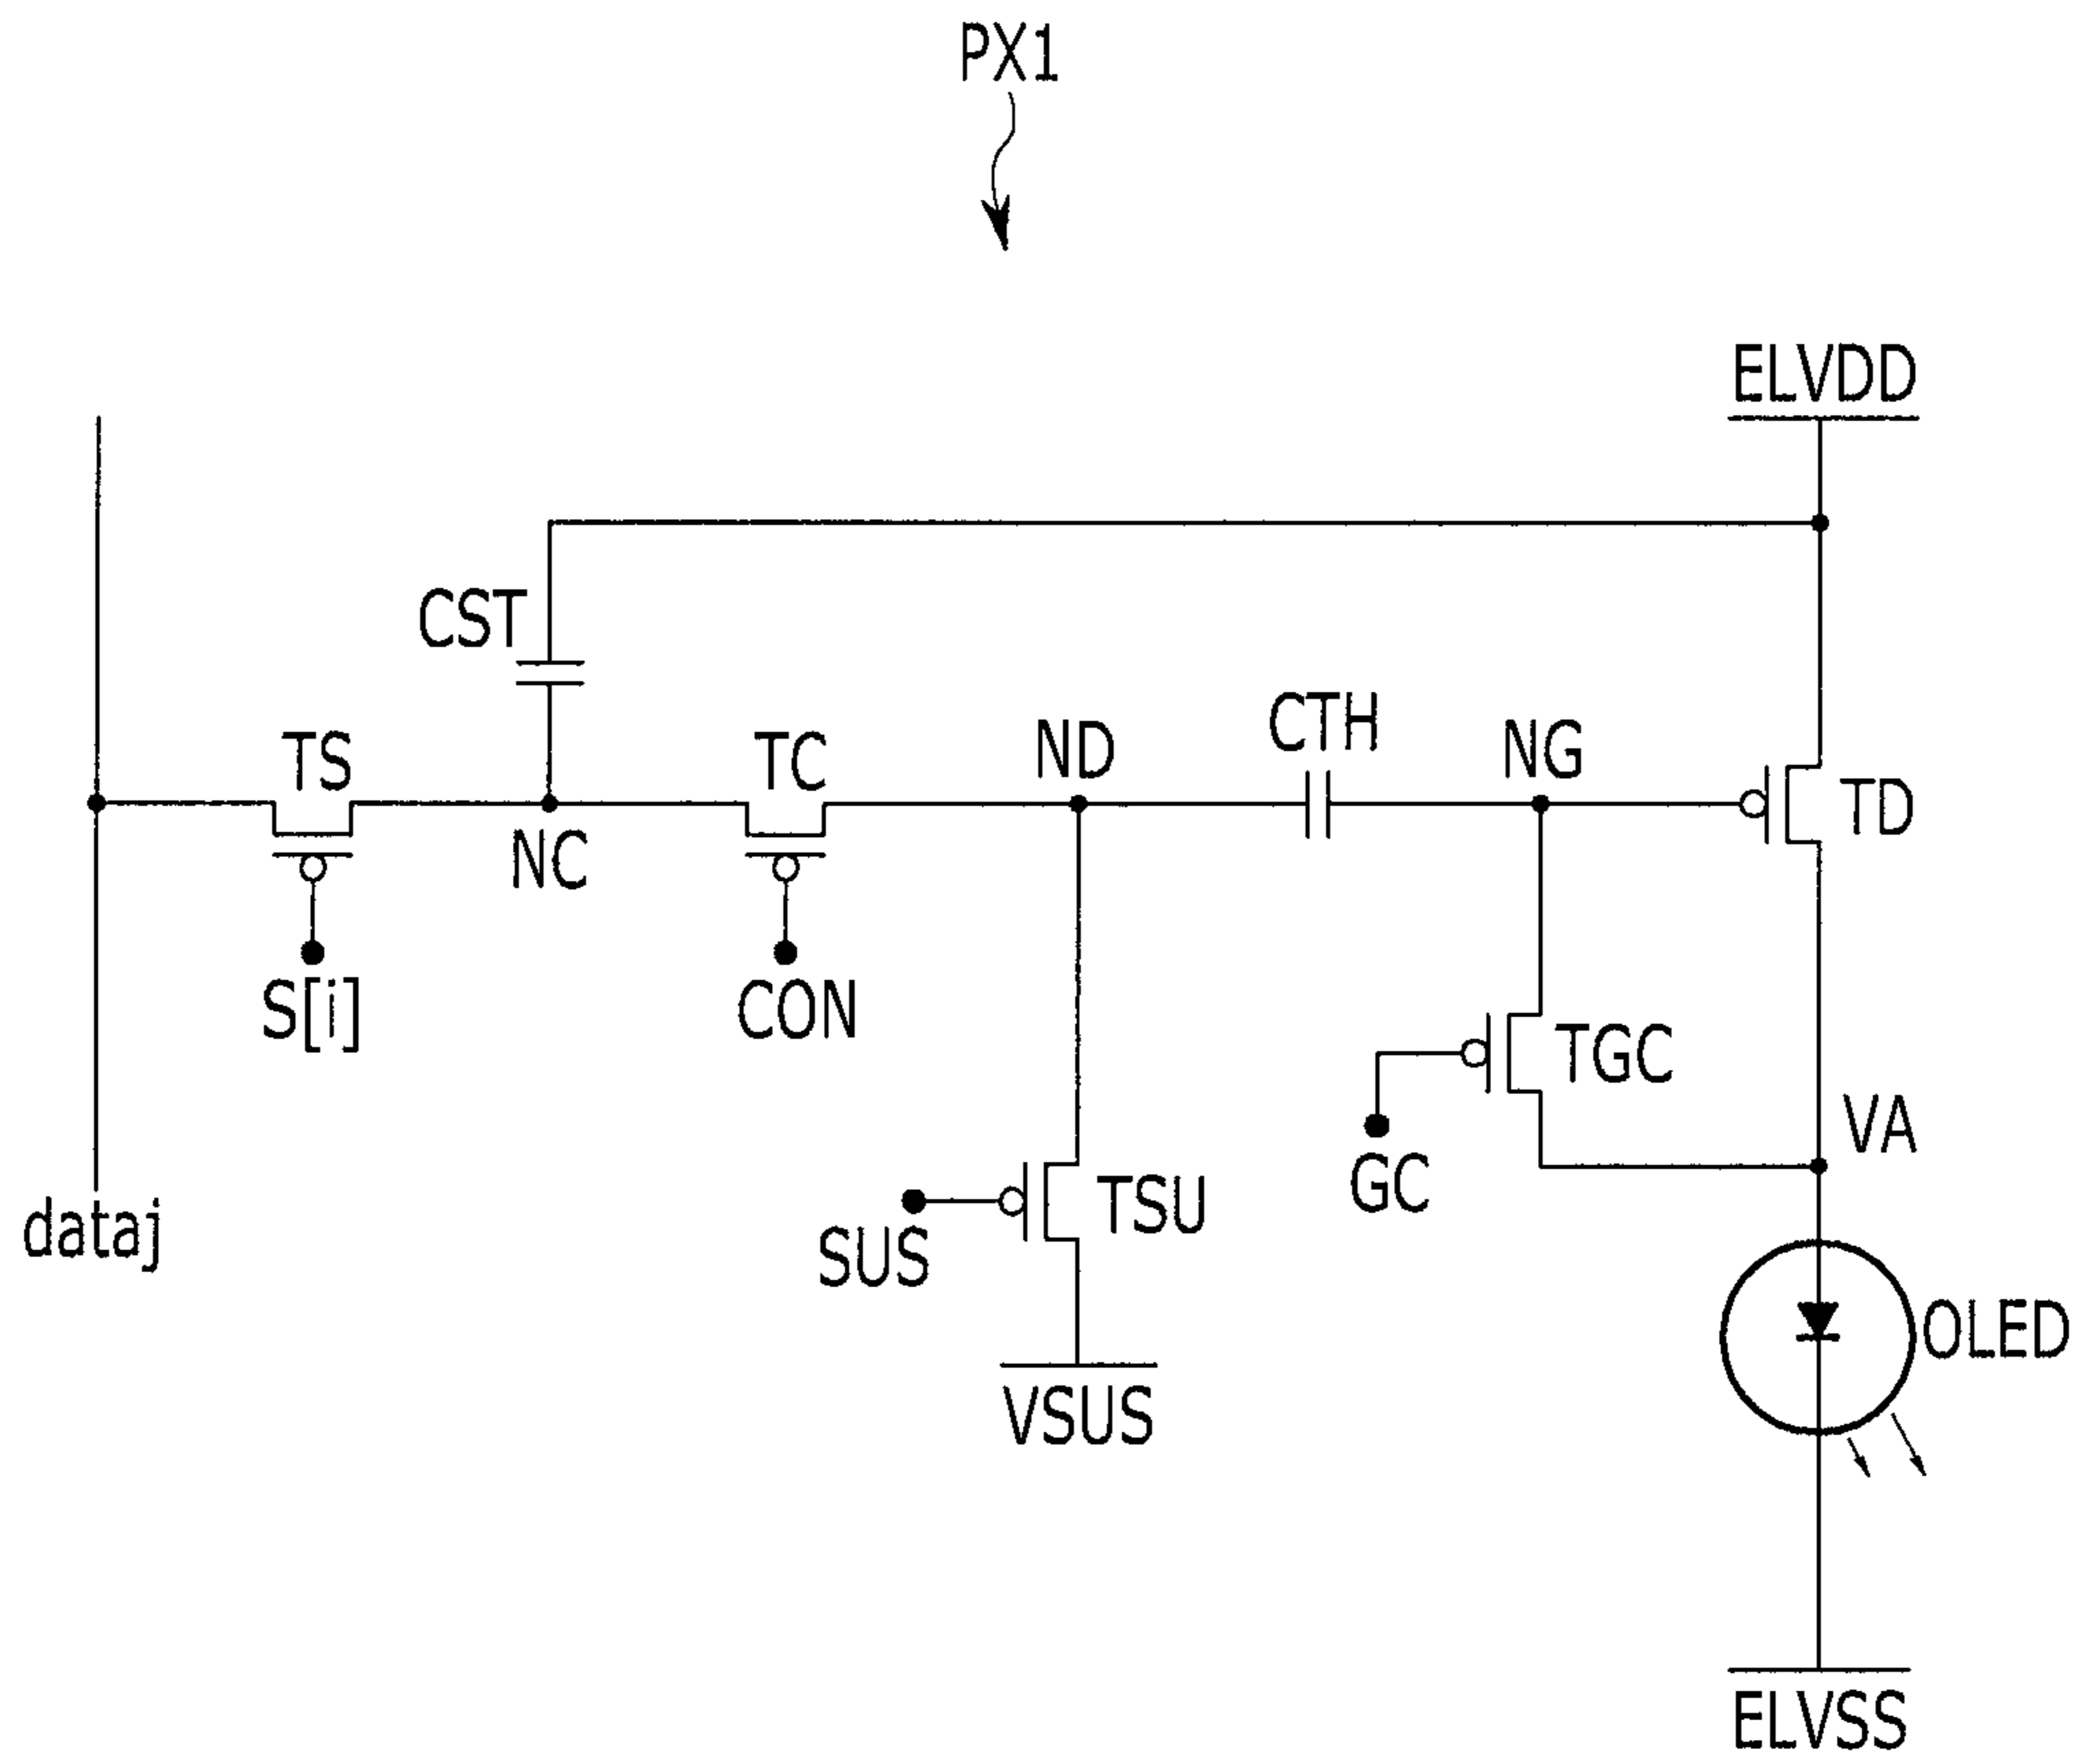 PX1
ELVDD
CST
TS
TC
ND
CTH
NG
TD
NC
S[i]
CON
TGC
VA
GC
dataj
SUS
TSU
OLED
VSUS
ELVSS